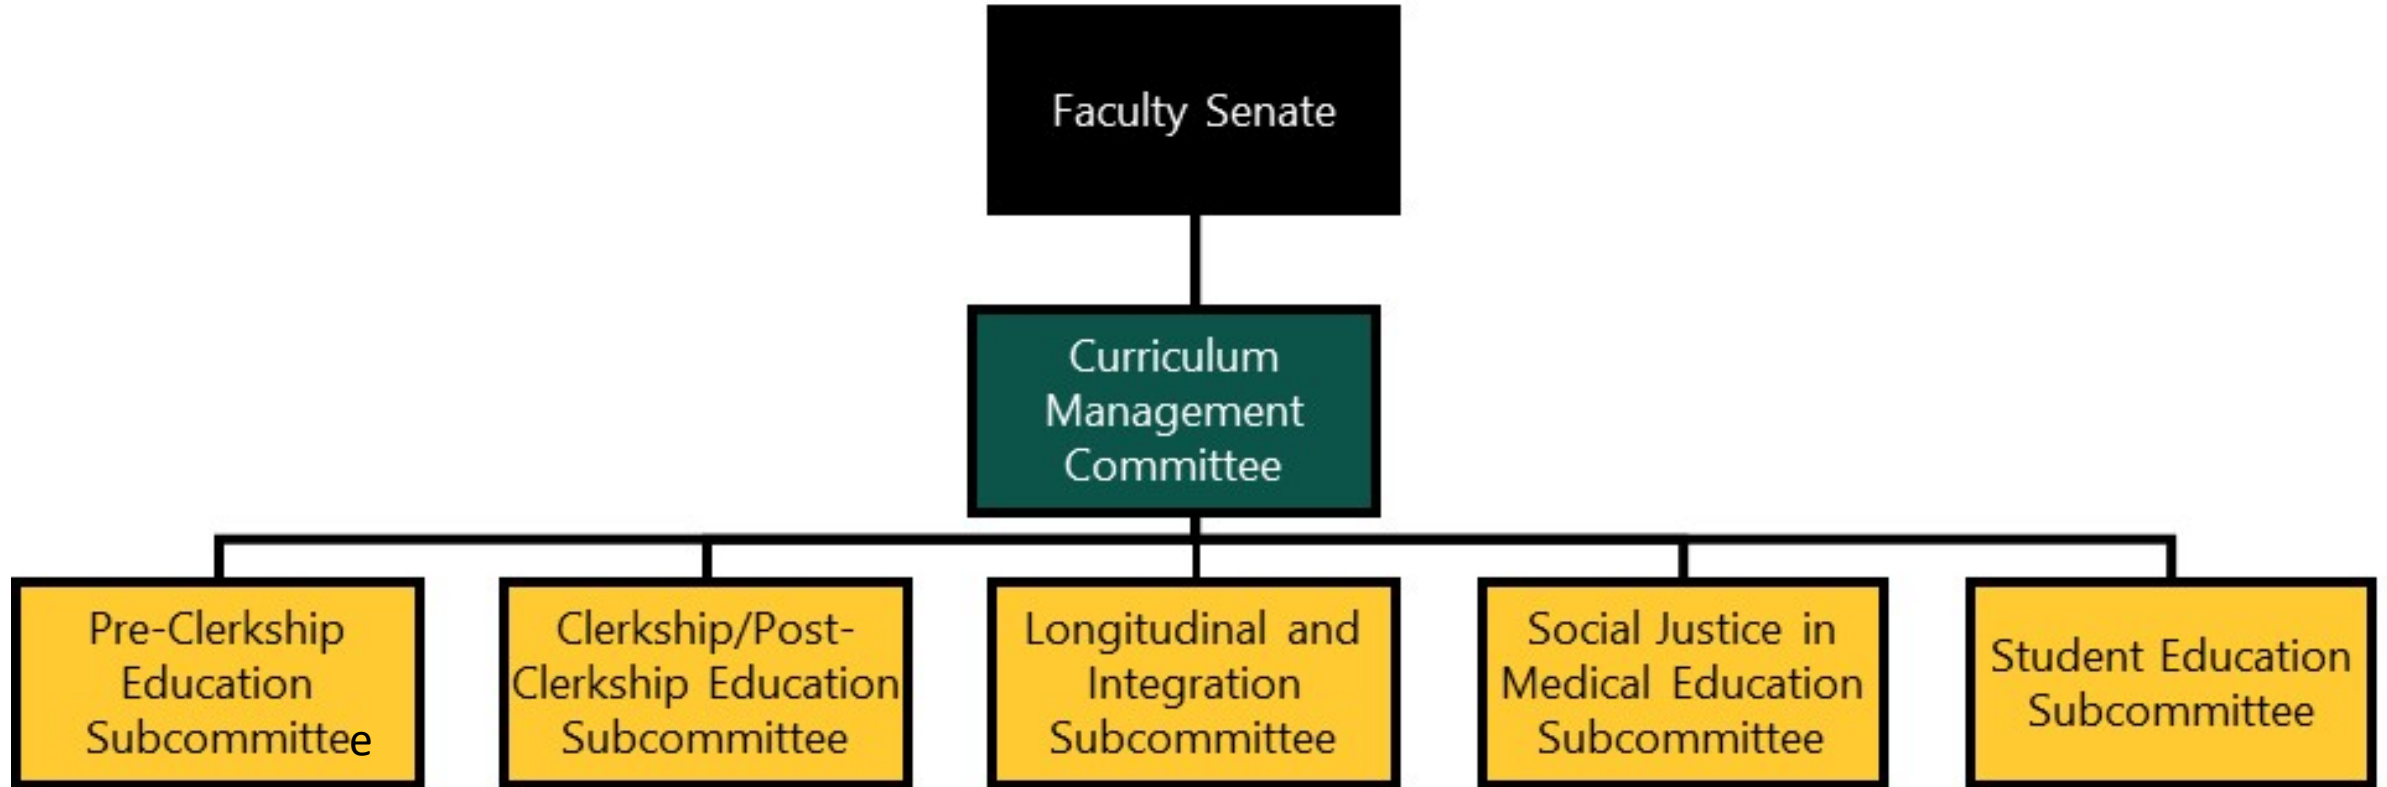 Faculty Senate
Curriculum
Management
Committee
Pre-Clerkship
Education
Subcommittee
Clerkship/Post-
Clerkship Education
Subcommittee
Longitudinal and
Integration
Subcommittee
Social Justice in
Medical Education
Subcommittee
Student Education
Subcommittee